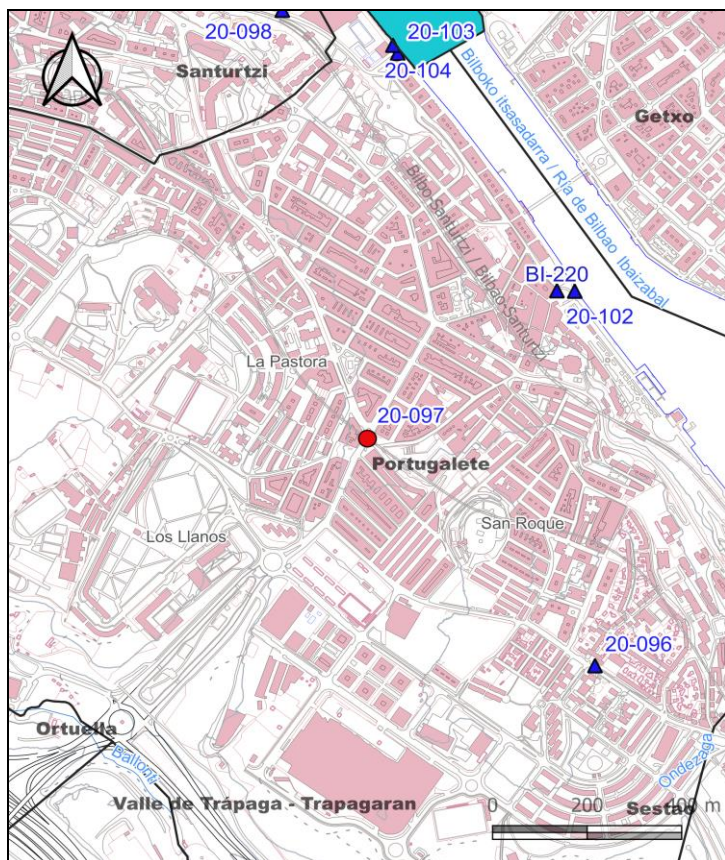 20-098
20-103
20-104
Santurtzi
Getxo
Bilboko itsasadarra / Ría de Bilbao Ibaizabal
Bilbo Santurtzi / Bilbao-Santurtzi
BI-220
20-102
La Pastora
20-097
Portugalete
San Roque
Los Llanos
20-096
Ortuella
Ballonti
Ondezaga
Valle de Trápaga - Trapagaran
Sestao
0 200 400 m